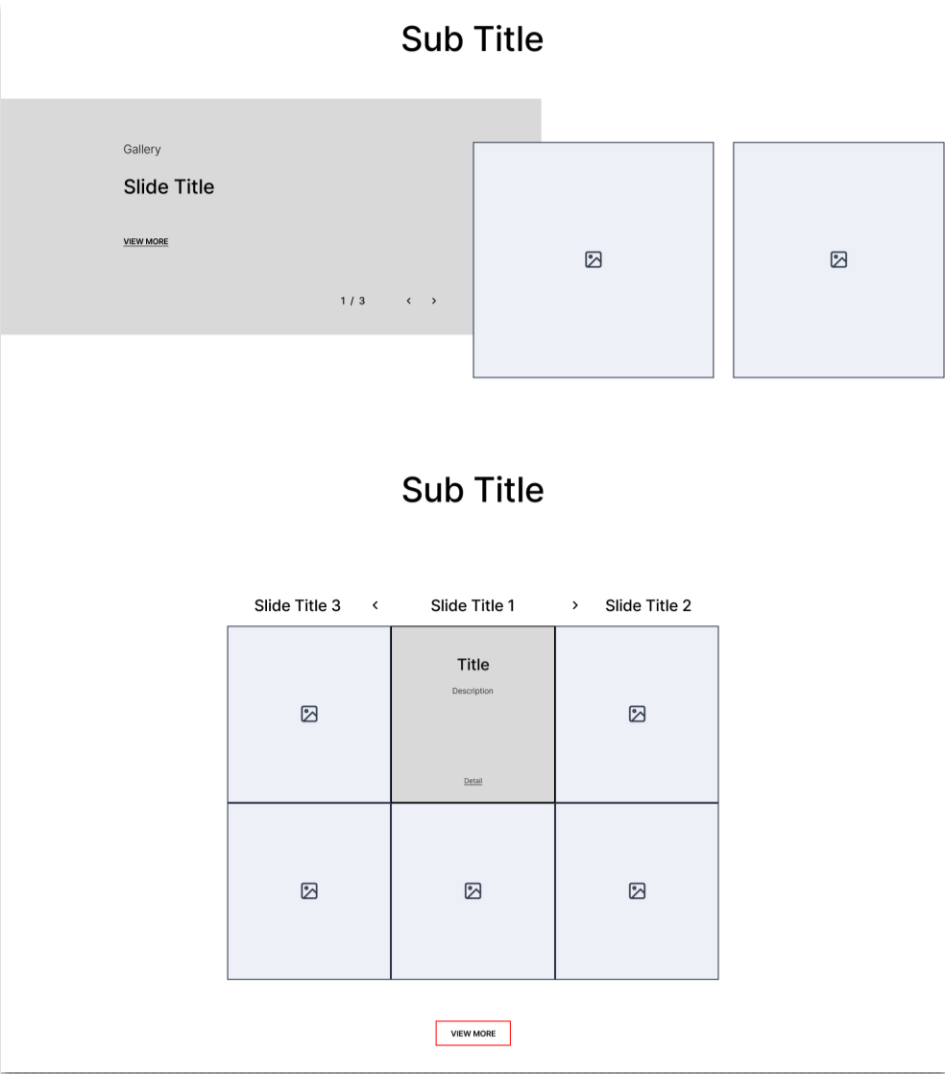 Sub Title
Gallery
Slide Title
VIEW MORE
1 / 3 < >
Sub Title
Slide Title 3 < Slide Title 1 > Slide Title 2
Title
Description
Detail
VIEW MORE